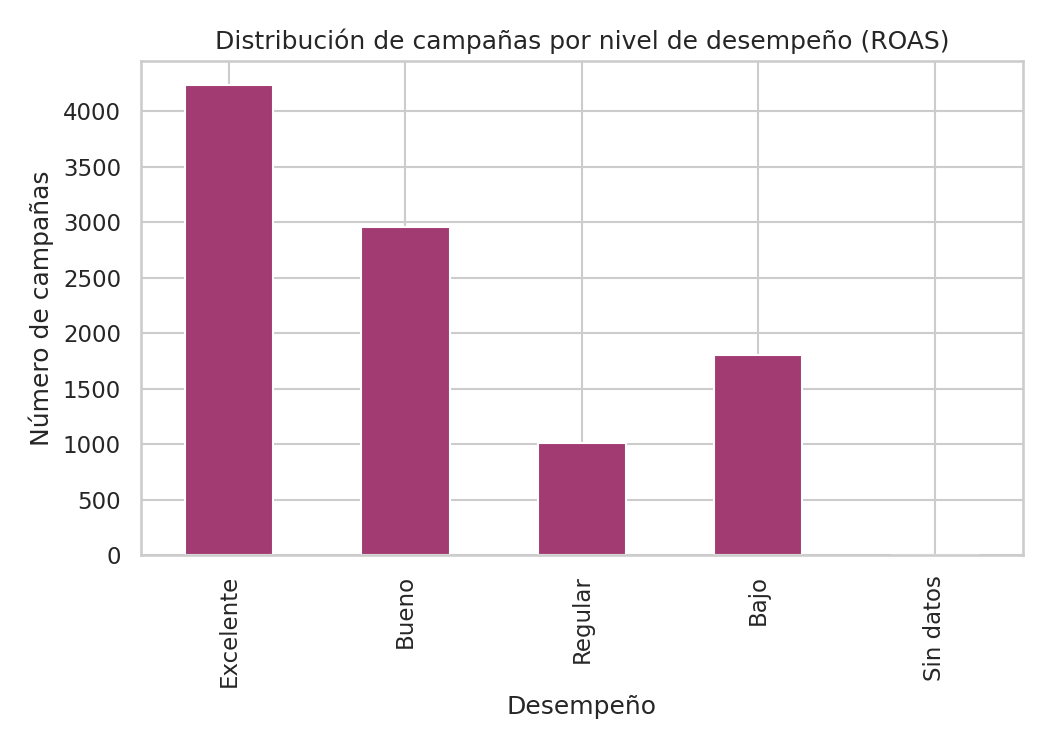 Distribución de campañas por nivel de desempeño (ROAS)
Número de campañas
4000
3500
3000
2500
2000
1500
1000
500
0
Excelente
Bueno
Regular
Bajo
Sin datos
Desempeño